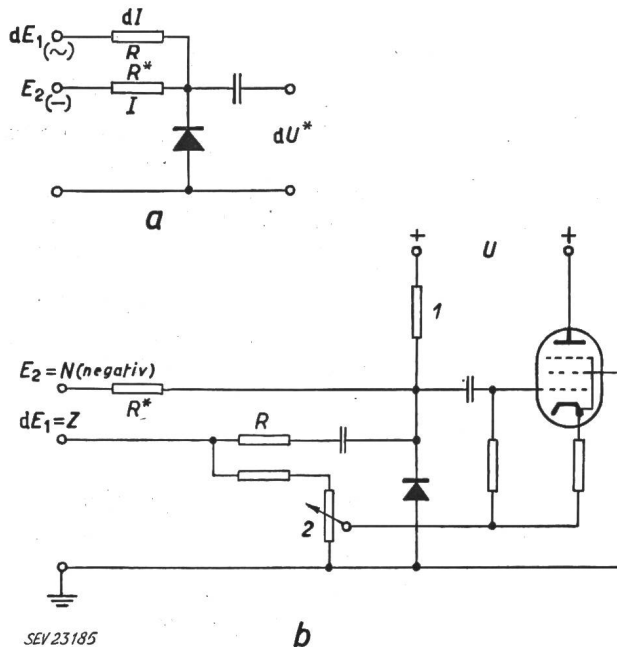 dI
dE₁ (~)
R
R*
E₂ (−)
I
dU*
a
+ U +
1
E₂ = N (negativ)
R*
dE₁ = Z
R
2
SEV 23185
b